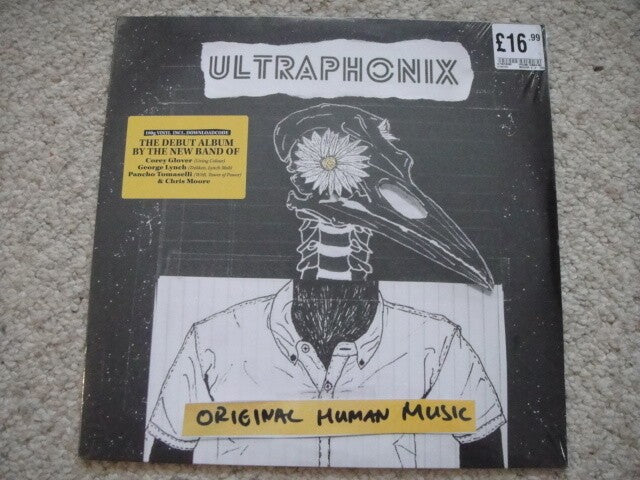 £16.99
ULTRAPHONIX
180g VINYL INCL. DOWNLOADCODE
THE DEBUT ALBUM
BY THE NEW BAND OF
Corey Glover (Living Colour)
George Lynch (Dokken, Lynch Mob)
Pancho Tomaselli (WAR, Tower of Power)
& Chris Moore
ORIGINAL HUMAN MUSIC